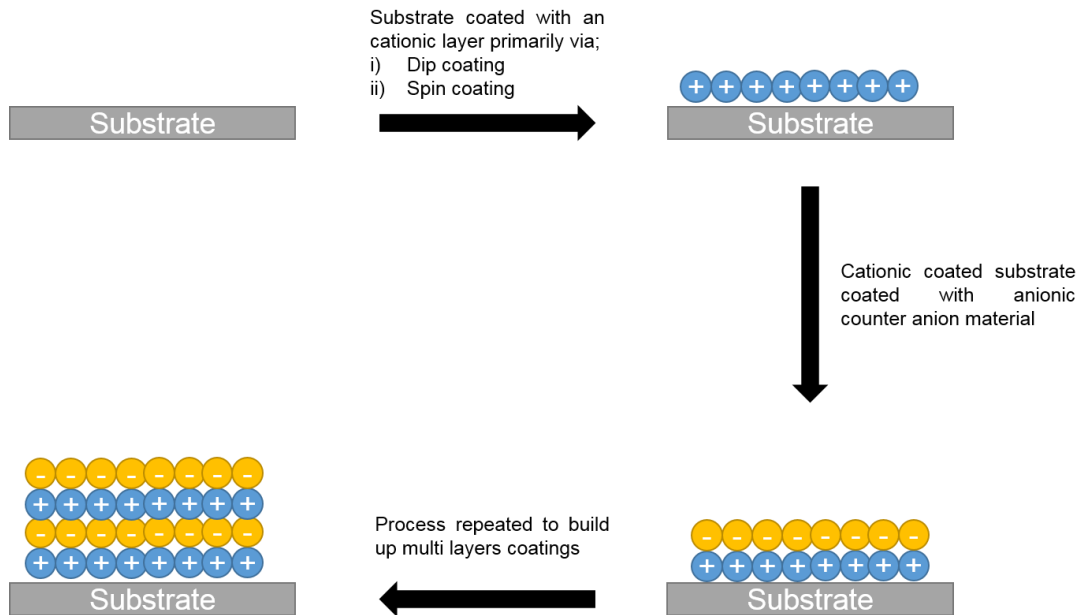 Substrate coated with an
cationic layer primarily via;
i) Dip coating
ii) Spin coating
Substrate
+ + + + + + + +
Substrate
Cationic coated substrate
coated with anionic
counter anion material
- - - - - - - -
+ + + + + + + +
- - - - - - - -
+ + + + + + + +
Substrate
Process repeated to build
up multi layers coatings
- - - - - - - -
+ + + + + + + +
Substrate